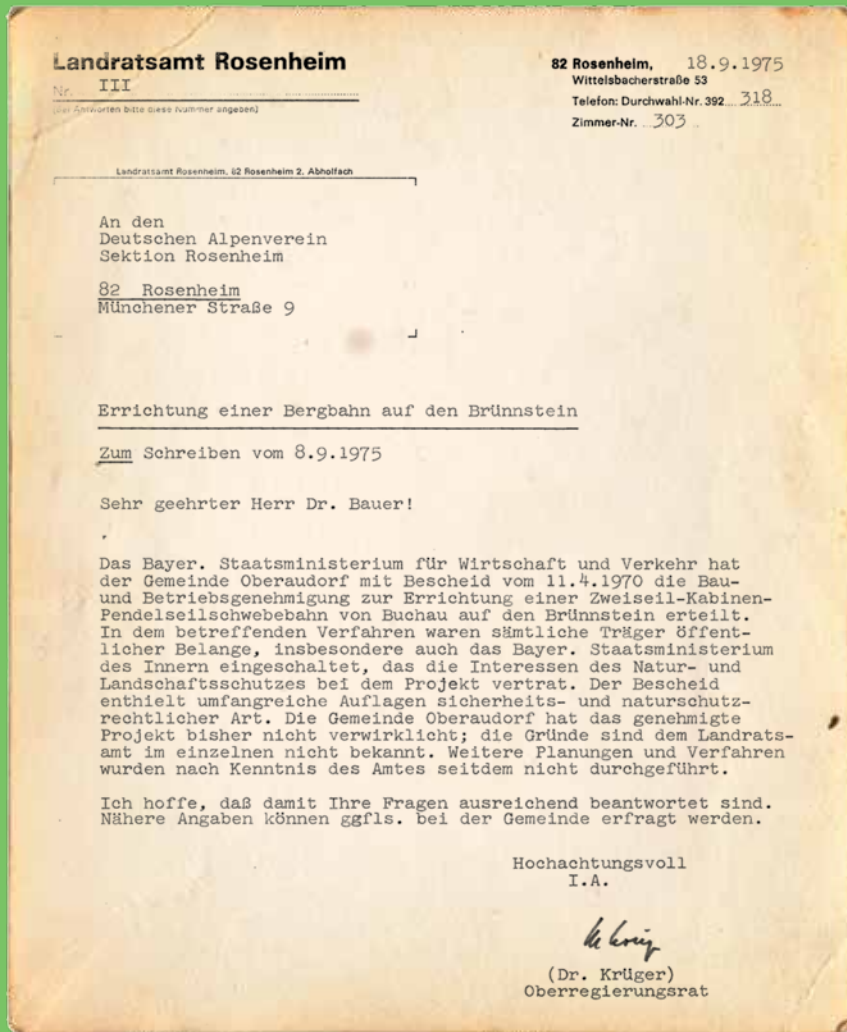 Landratsamt Rosenheim
Nr. III
(Bei Antworten bitte diese Nummer angeben)
82 Rosenheim, 18.9.1975
Wittelsbacherstraße 53
Telefon: Durchwahl-Nr. 392 318
Zimmer-Nr. 303
Landratsamt Rosenheim, 82 Rosenheim 2, Abholfach
An den
Deutschen Alpenverein
Sektion Rosenheim
82 Rosenheim
Münchener Straße 9
Errichtung einer Bergbahn auf den Brünnstein
Zum Schreiben vom 8.9.1975
Sehr geehrter Herr Dr. Bauer!
Das Bayer. Staatsministerium für Wirtschaft und Verkehr hat
der Gemeinde Oberaudorf mit Bescheid vom 11.4.1970 die Bau-
und Betriebsgenehmigung zur Errichtung einer Zweiseil-Kabinen-
Pendelseilschwebebahn von Buchau auf den Brünnstein erteilt.
In dem betreffenden Verfahren waren sämtliche Träger öffent-
licher Belange, insbesondere auch das Bayer. Staatsministerium
des Innern eingeschaltet, das die Interessen des Natur- und
Landschaftsschutzes bei dem Projekt vertrat. Der Bescheid
enthielt umfangreiche Auflagen sicherheits- und naturschutz-
rechtlicher Art. Die Gemeinde Oberaudorf hat das genehmigte
Projekt bisher nicht verwirklicht; die Gründe sind dem Landrats-
amt im einzelnen nicht bekannt. Weitere Planungen und Verfahren
wurden nach Kenntnis des Amtes seitdem nicht durchgeführt.
Ich hoffe, daß damit Ihre Fragen ausreichend beantwortet sind.
Nähere Angaben können ggfls. bei der Gemeinde erfragt werden.
Hochachtungsvoll
I.A.
(Dr. Krüger)
Oberregierungsrat